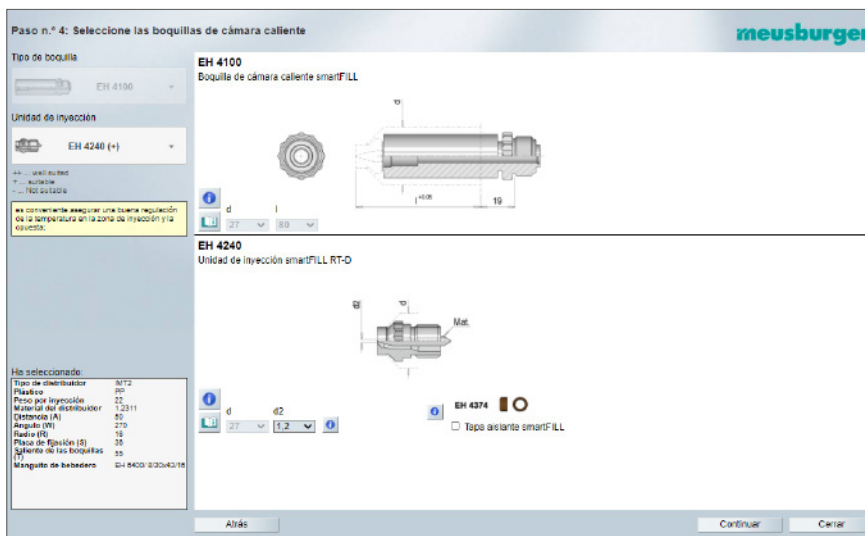 Paso n.º 4: Seleccione las boquillas de cámara caliente
meusburger
Tipo de boquilla
EH 4100
Unidad de inyección
EH 4240 (+)
++ ... well suited
+ ... suitable
- ... Not suitable
es conveniente asegurar una buena regulación
de la temperatura en la zona de inyección y la
opuesta;
EH 4100
Boquilla de cámara caliente smartFILL
d
l +0.05
19
d l
27 80
EH 4240
Unidad de inyección smartFILL RT-D
d2
d
Mat.
d d2
27 1,2
EH 4374
Tapa aislante smartFILL
Ha seleccionado:
Tipo de distribuidor IMT2
Plástico PP
Peso por inyección 22
Material del distribuidor 1.2311
Distancia (A) 80
Angulo (W) 270
Radio (R) 16
Placa de fijación (S) 36
Saliente de las boquillas
(T) 55
Manguito de bebedero
Atrás
Continuar
Cerrar